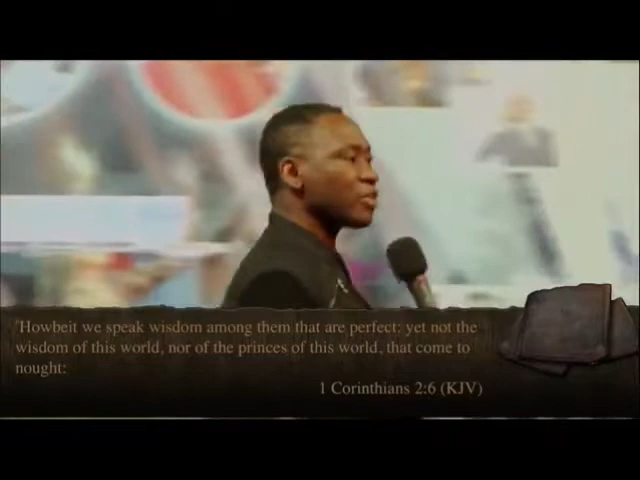 "Howbeit we speak wisdom among them that are perfect: yet not the
wisdom of this world, nor of the princes of this world, that come to
nought:
1 Corinthians 2:6 (KJV)